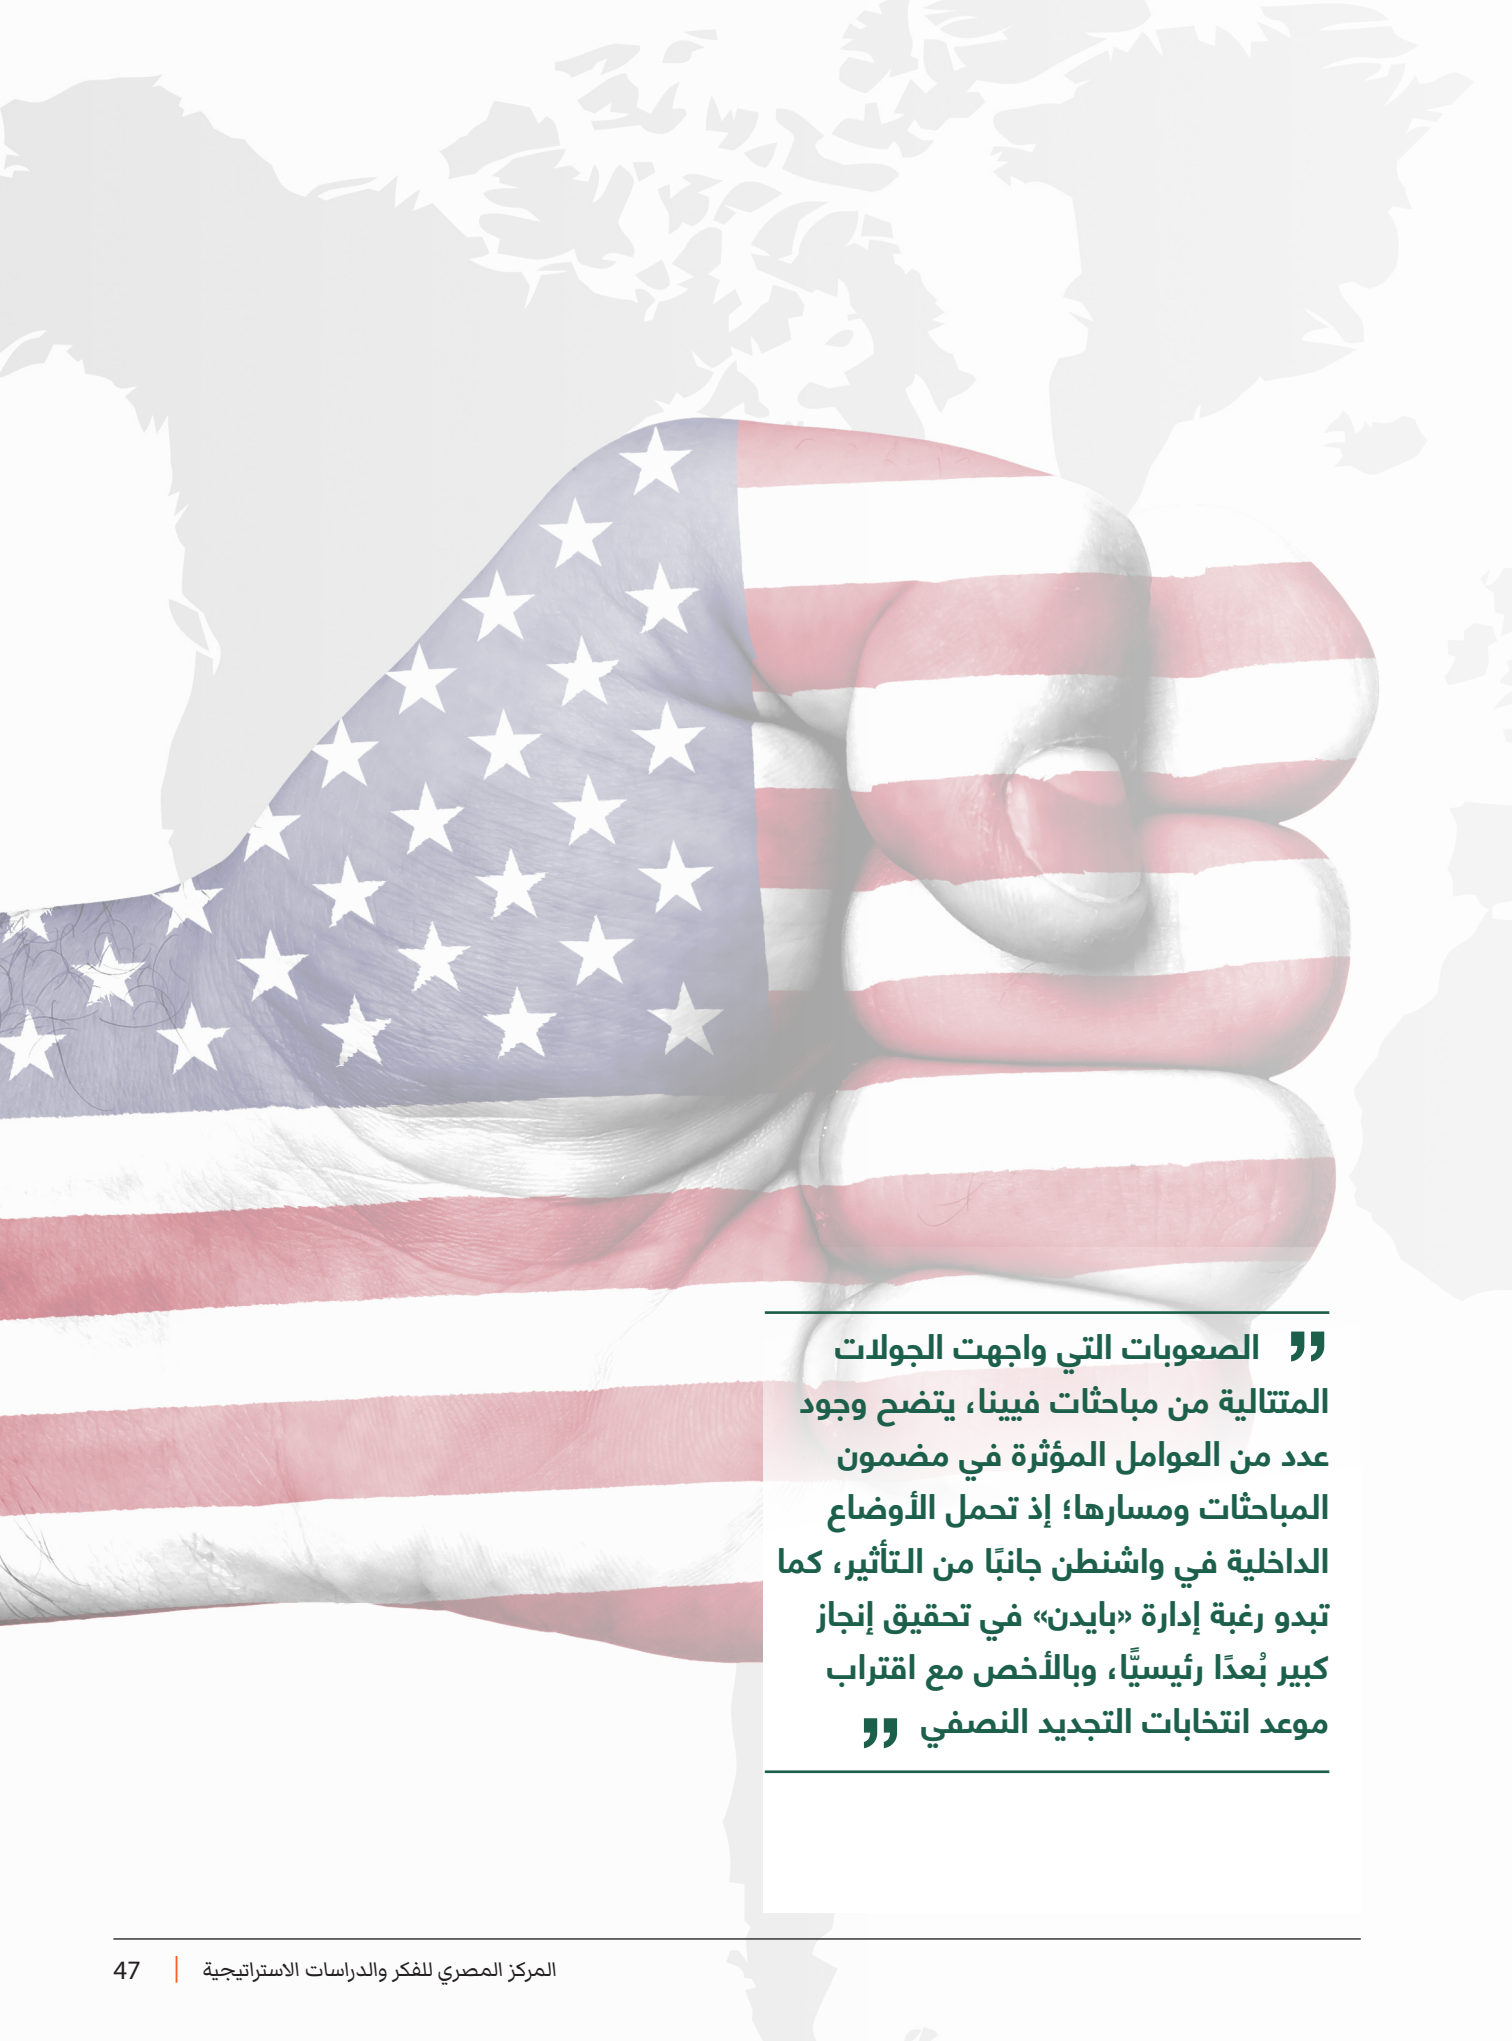 ” الصعوبات التي واجهت الجولات
المتتالية من مباحثات فيينا، يتضح وجود
عدد من العوامل المؤثرة في مضمون
المباحثات ومسارها؛ إذ تحمل الأوضاع
الداخلية في واشنطن جانبًا من التأثير، كما
تبدو رغبة إدارة «بايدن» في تحقيق إنجاز
كبير بُعدًا رئيسيًّا، وبالأخص مع اقتراب
موعد انتخابات التجديد النصفي ”
المركز المصري للفكر والدراسات الاستراتيجية | 47